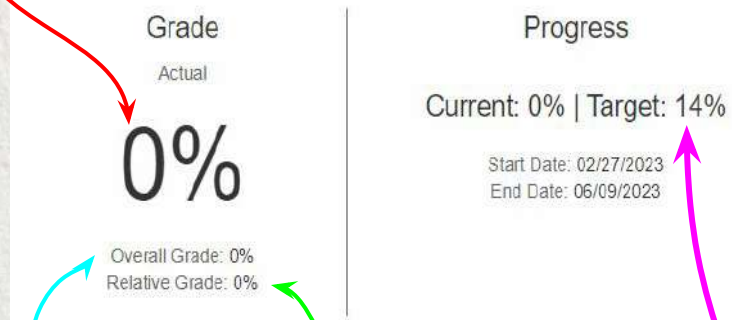 Grade
Actual
0%
Overall Grade: 0%
Relative Grade: 0%
Progress
Current: 0% | Target: 14%
Start Date: 02/27/2023
End Date: 06/09/2023